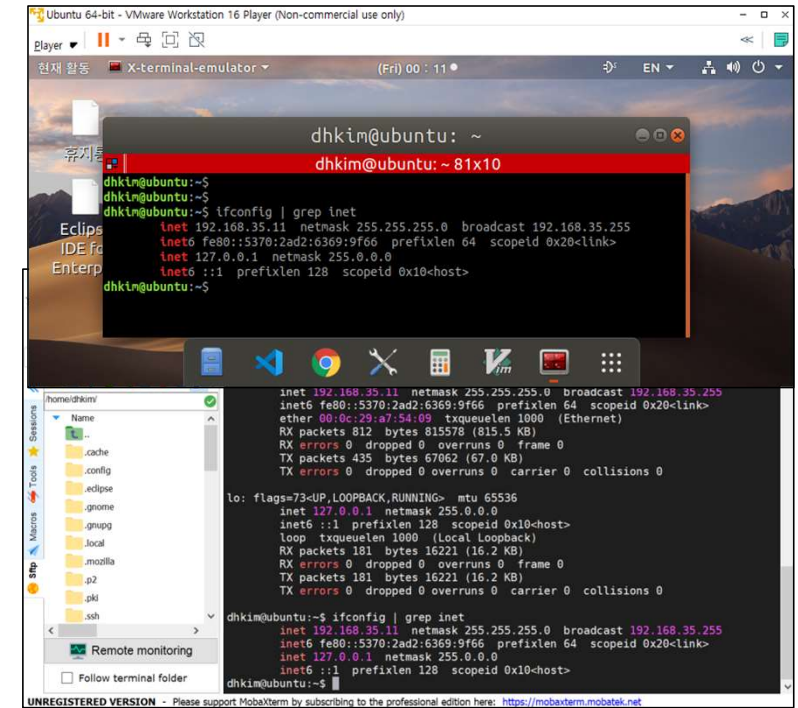 Ubuntu 64-bit - VMware Workstation 16 Player (Non-commercial use only)
Player
현재 활동 X-terminal-emulator (Fri) 00 : 11 EN
dhkim@ubuntu: ~
dhkim@ubuntu: ~ 81x10
dhkim@ubuntu:~$
dhkim@ubuntu:~$
dhkim@ubuntu:~$ ifconfig | grep inet
inet 192.168.35.11 netmask 255.255.255.0 broadcast 192.168.35.255
inet6 fe80::5370:2ad2:6369:9f66 prefixlen 64 scopeid 0x20<link>
inet 127.0.0.1 netmask 255.0.0.0
inet6 ::1 prefixlen 128 scopeid 0x10<host>
dhkim@ubuntu:~$
Eclips
IDE fo
Enterp
Vim
/home/dhkim/
Name
..
.cache
.config
.eclipse
.gnome
.gnupg
.local
.mozilla
.p2
.pki
.ssh
Sessions
Tools
Macros
Sftp
Remote monitoring
Follow terminal folder
inet 192.168.35.11 netmask 255.255.255.0 broadcast 192.168.35.255
inet6 fe80::5370:2ad2:6369:9f66 prefixlen 64 scopeid 0x20<link>
ether 00:0c:29:a7:54:09 txqueuelen 1000 (Ethernet)
RX packets 812 bytes 815578 (815.5 KB)
RX errors 0 dropped 0 overruns 0 frame 0
TX packets 435 bytes 67062 (67.0 KB)
TX errors 0 dropped 0 overruns 0 carrier 0 collisions 0
lo: flags=73<UP,LOOPBACK,RUNNING> mtu 65536
inet 127.0.0.1 netmask 255.0.0.0
inet6 ::1 prefixlen 128 scopeid 0x10<host>
loop txqueuelen 1000 (Local Loopback)
RX packets 181 bytes 16221 (16.2 KB)
RX errors 0 dropped 0 overruns 0 frame 0
TX packets 181 bytes 16221 (16.2 KB)
TX errors 0 dropped 0 overruns 0 carrier 0 collisions 0
dhkim@ubuntu:~$ ifconfig | grep inet
inet 192.168.35.11 netmask 255.255.255.0 broadcast 192.168.35.255
inet6 fe80::5370:2ad2:6369:9f66 prefixlen 64 scopeid 0x20<link>
inet 127.0.0.1 netmask 255.0.0.0
inet6 ::1 prefixlen 128 scopeid 0x10<host>
dhkim@ubuntu:~$
UNREGISTERED VERSION - Please support MobaXterm by subscribing to the professional edition here: https://mobaxterm.mobatek.net